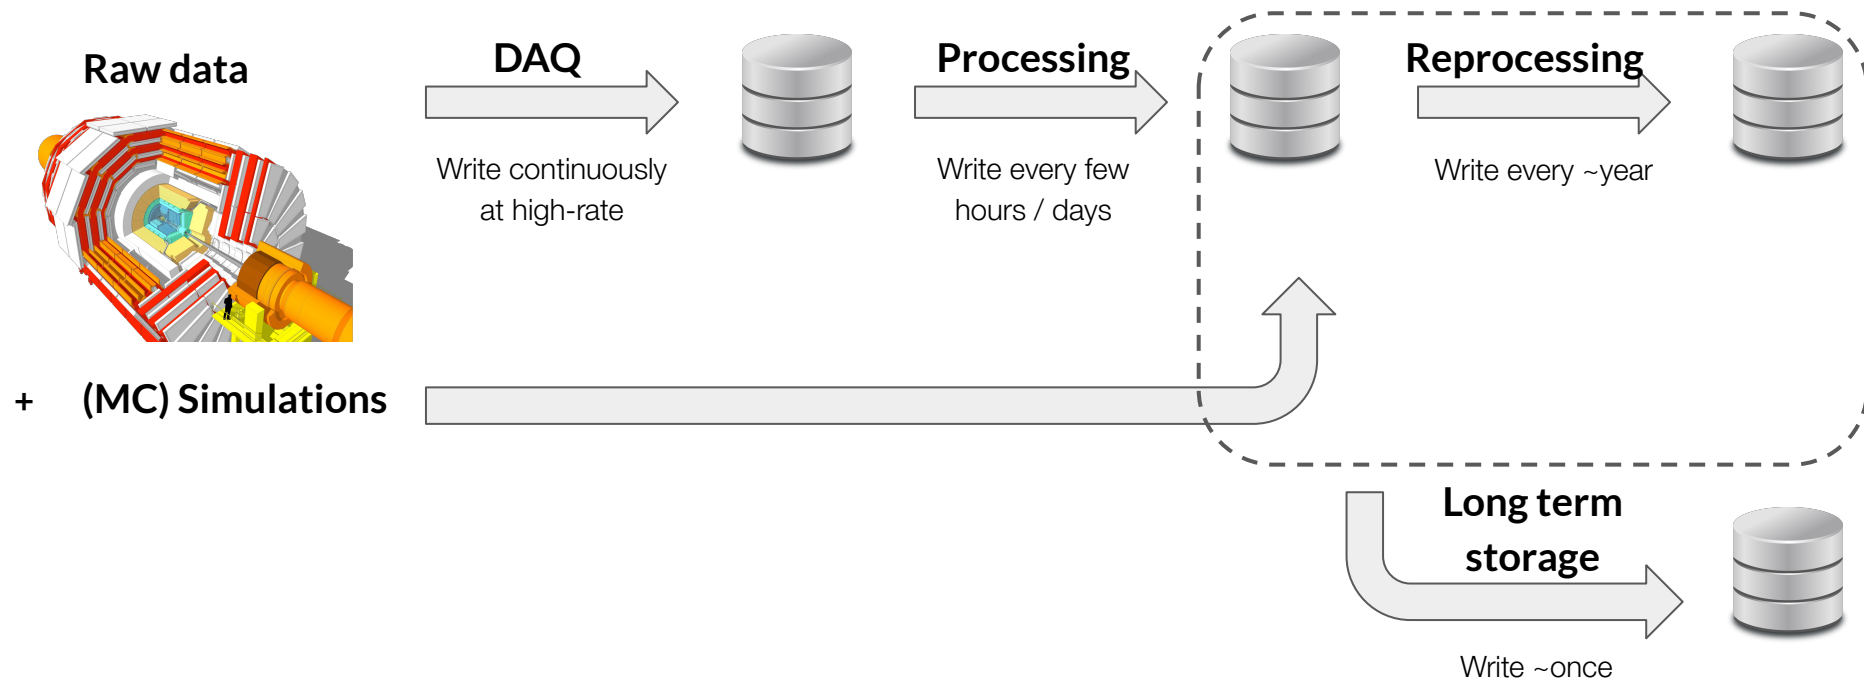 Raw data
DAQ
Write continuously
at high-rate
Processing
Write every few
hours / days
Reprocessing
Write every ~year
+ (MC) Simulations
Long term
storage
Write ~once